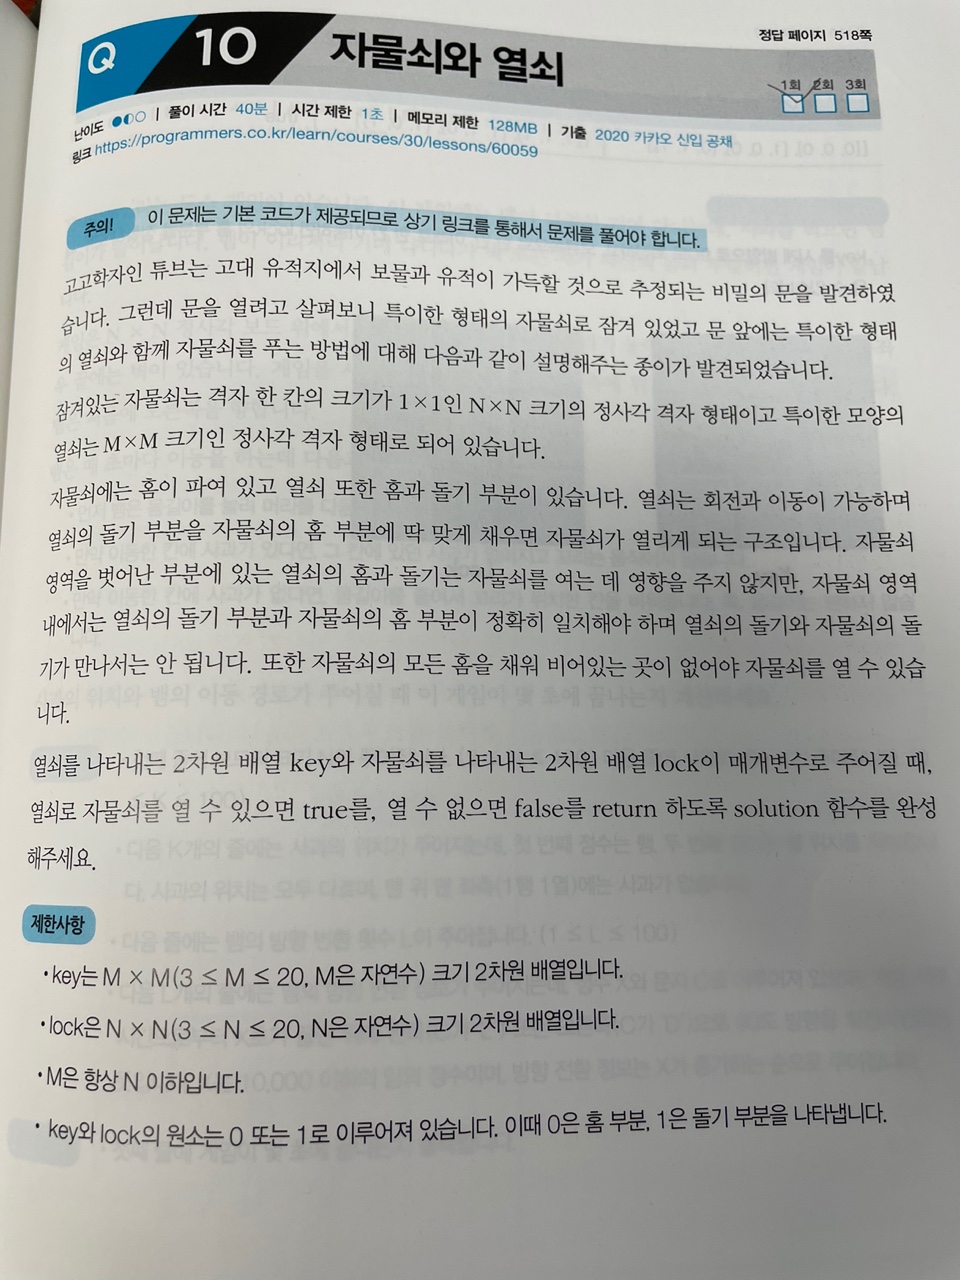 Q 10 자물쇠와 열쇠
정답 페이지 518쪽
1회 2회 3회
난이도 | 풀이 시간 40분 | 시간 제한 1초 | 메모리 제한 128MB | 기출 2020 카카오 신입 공채
링크 https://programmers.co.kr/learn/courses/30/lessons/60059
주의! 이 문제는 기본 코드가 제공되므로 상기 링크를 통해서 문제를 풀어야 합니다.
고고학자인 튜브는 고대 유적지에서 보물과 유적이 가득할 것으로 추정되는 비밀의 문을 발견하였
습니다. 그런데 문을 열려고 살펴보니 특이한 형태의 자물쇠로 잠겨 있었고 문 앞에는 특이한 형태
의 열쇠와 함께 자물쇠를 푸는 방법에 대해 다음과 같이 설명해주는 종이가 발견되었습니다.
잠겨있는 자물쇠는 격자 한 칸의 크기가 1×1인 N×N 크기의 정사각 격자 형태이고 특이한 모양의
열쇠는 M×M 크기인 정사각 격자 형태로 되어 있습니다.
자물쇠에는 홈이 파여 있고 열쇠 또한 홈과 돌기 부분이 있습니다. 열쇠는 회전과 이동이 가능하며
열쇠의 돌기 부분을 자물쇠의 홈 부분에 딱 맞게 채우면 자물쇠가 열리게 되는 구조입니다. 자물쇠
영역을 벗어난 부분에 있는 열쇠의 홈과 돌기는 자물쇠를 여는 데 영향을 주지 않지만, 자물쇠 영역
내에서는 열쇠의 돌기 부분과 자물쇠의 홈 부분이 정확히 일치해야 하며 열쇠의 돌기와 자물쇠의 돌
기가 만나서는 안 됩니다. 또한 자물쇠의 모든 홈을 채워 비어있는 곳이 없어야 자물쇠를 열 수 있습
니다.
열쇠를 나타내는 2차원 배열 key와 자물쇠를 나타내는 2차원 배열 lock이 매개변수로 주어질 때,
열쇠로 자물쇠를 열 수 있으면 true를, 열 수 없으면 false를 return 하도록 solution 함수를 완성
해주세요.
제한사항
• key는 M × M(3 ≤ M ≤ 20, M은 자연수) 크기 2차원 배열입니다.
• lock은 N × N(3 ≤ N ≤ 20, N은 자연수) 크기 2차원 배열입니다.
• M은 항상 N 이하입니다.
• key와 lock의 원소는 0 또는 1로 이루어져 있습니다. 이때 0은 홈 부분, 1은 돌기 부분을 나타냅니다.